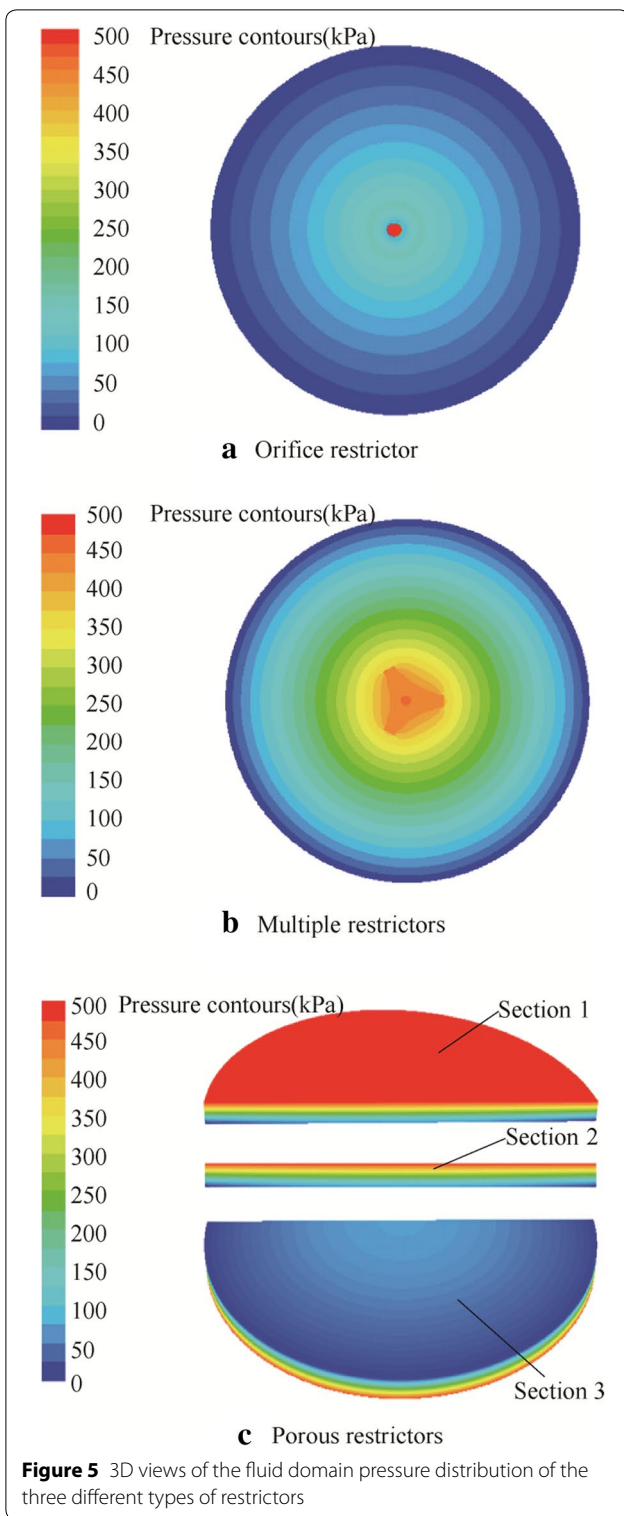 500 Pressure contours(kPa)
450
400
350
300
250
200
150
100
50
0
a Orifice restrictor
500 Pressure contours(kPa)
450
400
350
300
250
200
150
100
50
0
b Multiple restrictors
500 Pressure contours(kPa)
450
400
350
300
250
200
150
100
50
0
Section 1
Section 2
Section 3
c Porous restrictors
Figure 5 3D views of the fluid domain pressure distribution of the
three different types of restrictors